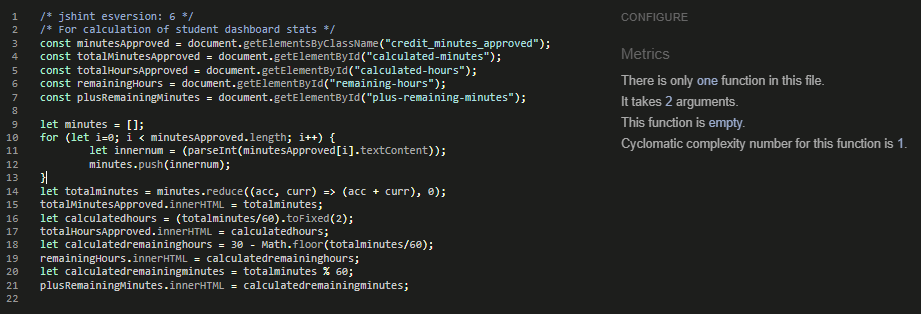 1 /* jshint esversion: 6 */
2 /* For calculation of student dashboard stats */
3 const minutesApproved = document.getElementsByClassName("credit_minutes_approved");
4 const totalMinutesApproved = document.getElementById("calculated-minutes");
5 const totalHoursApproved = document.getElementById("calculated-hours");
6 const remainingHours = document.getElementById("remaining-hours");
7 const plusRemainingMinutes = document.getElementById("plus-remaining-minutes");
8
9 let minutes = [];
10 for (let i=0; i < minutesApproved.length; i++) {
11 let innernum = (parseInt(minutesApproved[i].textContent));
12 minutes.push(innernum);
13 }
14 let totalminutes = minutes.reduce((acc, curr) => (acc + curr), 0);
15 totalMinutesApproved.innerHTML = totalminutes;
16 let calculatedhours = (totalminutes/60).toFixed(2);
17 totalHoursApproved.innerHTML = calculatedhours;
18 let calculatedremaininghours = 30 - Math.floor(totalminutes/60);
19 remainingHours.innerHTML = calculatedremaininghours;
20 let calculatedremainingminutes = totalminutes % 60;
21 plusRemainingMinutes.innerHTML = calculatedremainingminutes;
22
CONFIGURE
Metrics
There is only one function in this file.
It takes 2 arguments.
This function is empty.
Cyclomatic complexity number for this function is 1.